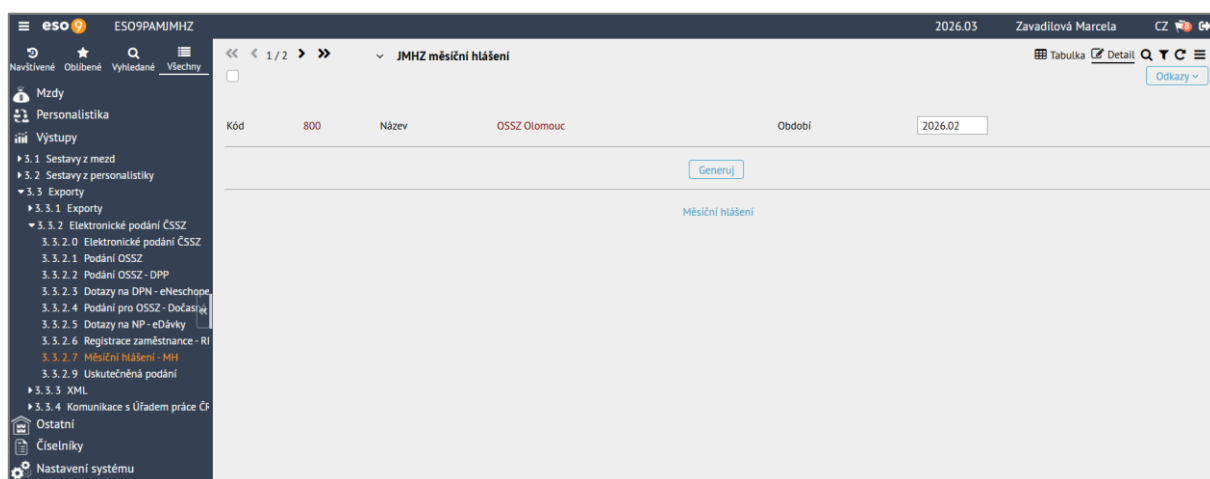 eso9 ESO9PAMJMHZ 2026.03 Zavadilová Marcela CZ
Navštívené Oblíbené Vyhledané Všechny
1/2 JMHZ měsíční hlášení Tabulka Detail
Odkazy
Mzdy
Personalistika
Výstupy
3.1 Sestavy z mezd
3.2 Sestavy z personalistiky
3.3 Exporty
3.3.1 Exporty
3.3.2 Elektronické podání ČSSZ
3.3.2.0 Elektronické podání ČSSZ
3.3.2.1 Podání OSSZ
3.3.2.2 Podání OSSZ - DPP
3.3.2.3 Dotazy na DPN - eNeschope
3.3.2.4 Podání pro OSSZ - Dočasná
3.3.2.5 Dotazy na NP - eDávky
3.3.2.6 Registrace zaměstnance - RI
3.3.2.7 Měsíční hlášení - MH
3.3.2.9 Uskutečněná podání
3.3.3 XML
3.3.4 Komunikace s Úřadem práce ČR
Ostatní
Číselníky
Nastavení systému
Kód 800 Název OSSZ Olomouc Období 2026.02
Generuj
Měsíční hlášení